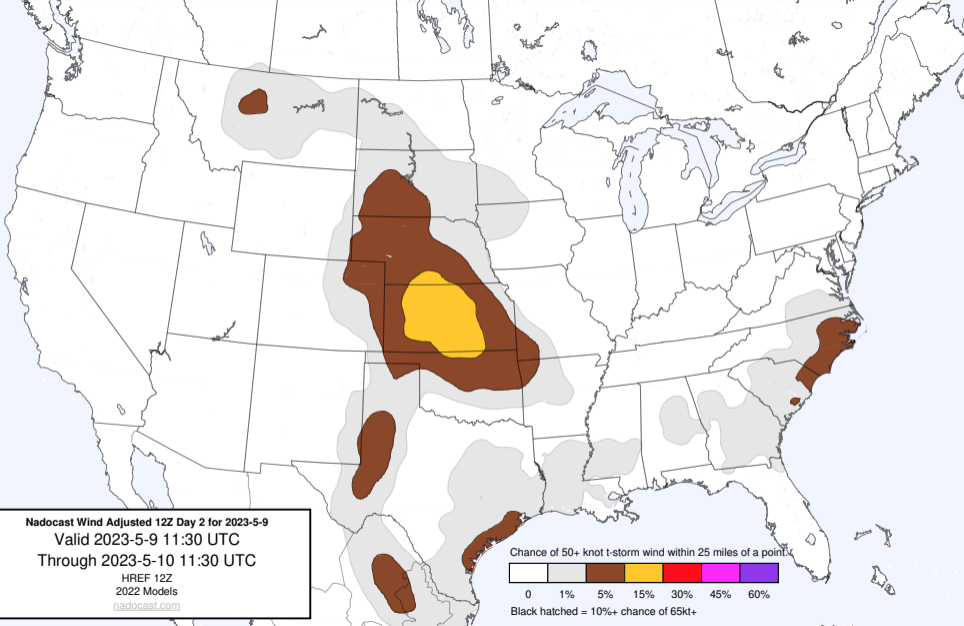 Nadocast Wind Adjusted 12Z Day 2 for 2023-5-9
Valid 2023-5-9 11:30 UTC
Through 2023-5-10 11:30 UTC
HREF 12Z
2022 Models
nadocast.com
Chance of 50+ knot t-storm wind within 25 miles of a point.
0 1% 5% 15% 30% 45% 60%
Black hatched = 10%+ chance of 65kt+